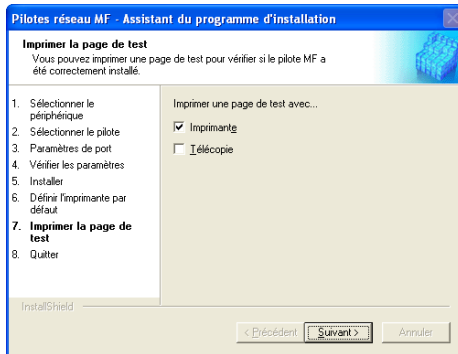 Pilotes réseau MF - Assistant du programme d'installation
Imprimer la page de test
Vous pouvez imprimer une page de test pour vérifier si le pilote MF a
été correctement installé.
1. Sélectionner le
périphérique
2. Sélectionner le pilote
3. Paramètres de port
4. Vérifier les paramètres
5. Installer
6. Définir l'imprimante par
défaut
7. Imprimer la page de
test
8. Quitter
Imprimer une page de test avec...
Imprimante
Télécopie
InstallShield
< Précédent
Suivant >
Annuler